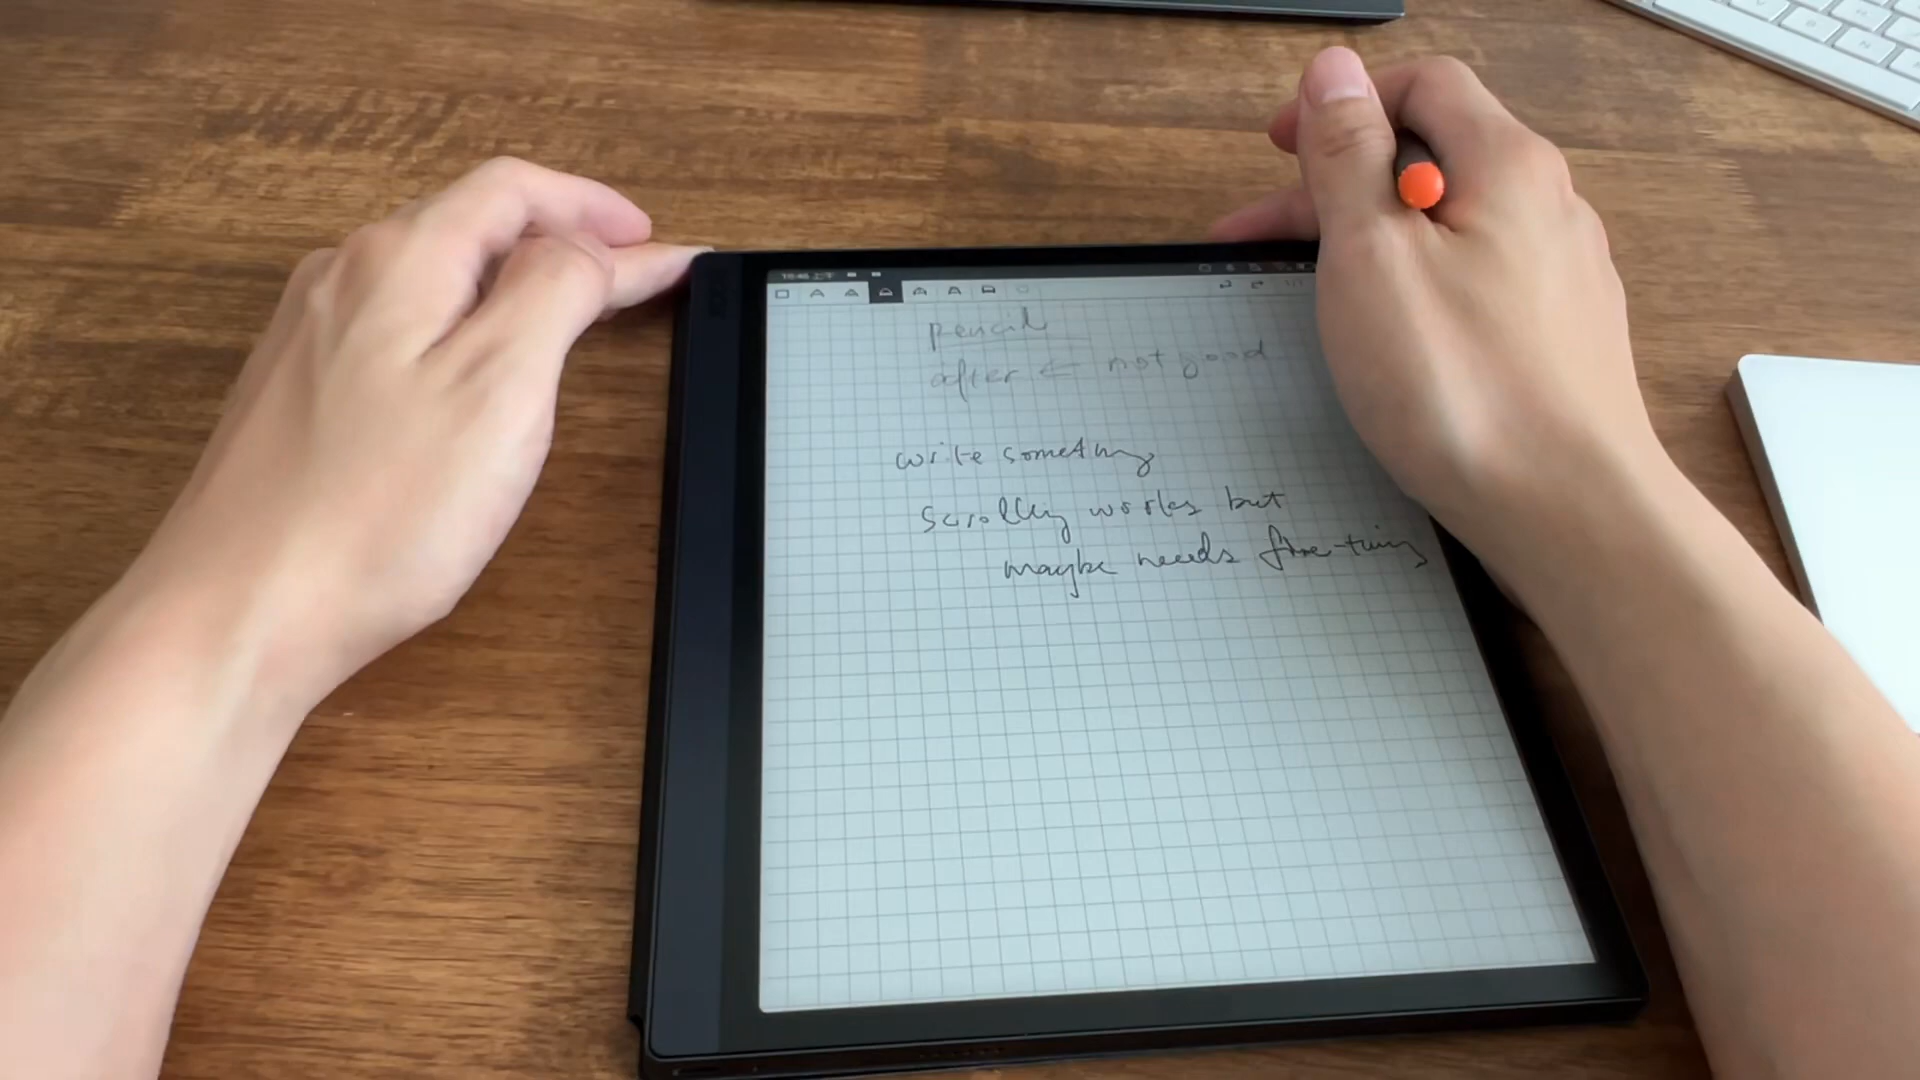 pencil
after ← not good
write something
scrolling works but
maybe needs fine-tuning